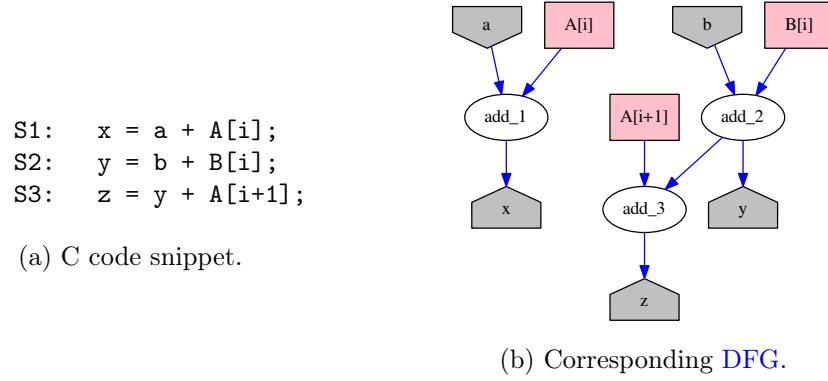 S1: x = a + A[i];
S2: y = b + B[i];
S3: z = y + A[i+1];
(a) C code snippet.
a A[i] b B[i]
add_1 A[i+1] add_2
x add_3 y
z
(b) Corresponding DFG.